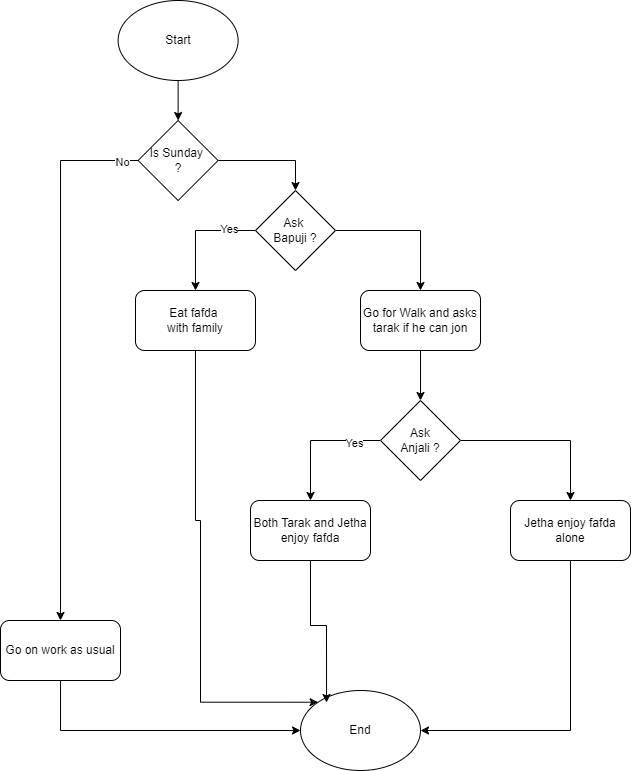 Start
Is Sunday
?
No
Ask
Bapuji ?
Yes
Eat fafda
with family
Go for Walk and asks
tarak if he can jon
Ask
Anjali ?
Yes
Both Tarak and Jetha
enjoy fafda
Jetha enjoy fafda
alone
Go on work as usual
End